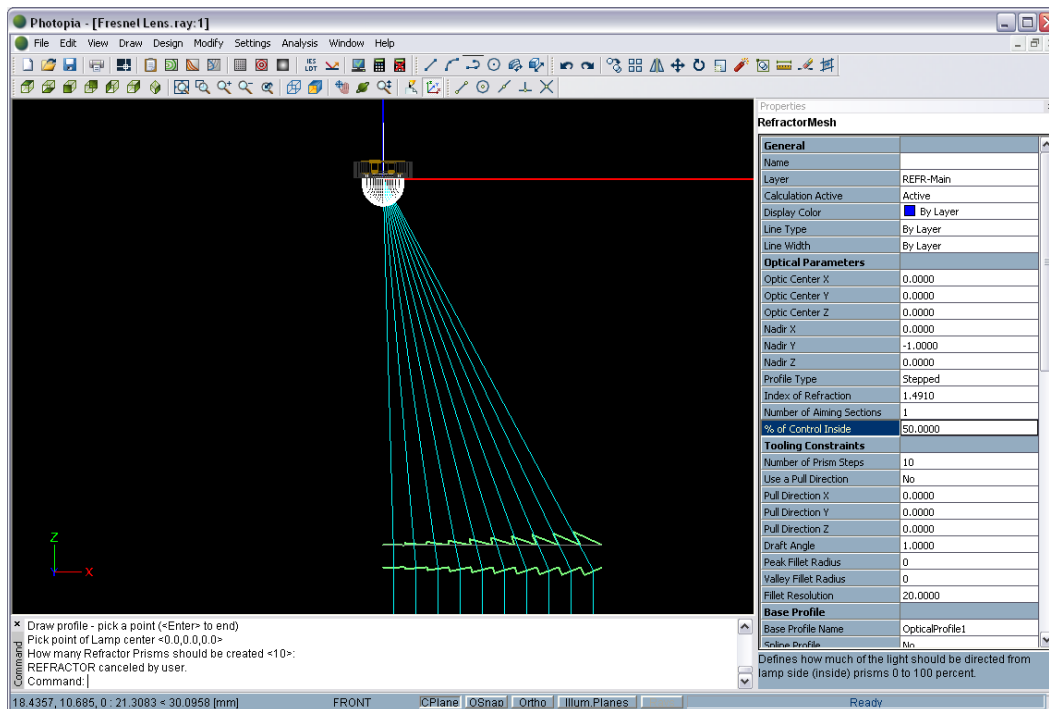 Photopia - [Fresnel Lens.ray:1]
File Edit View Draw Design Modify Settings Analysis Window Help
IES
LDT
Properties
RefractorMesh
General
Name
Layer REFR-Main
Calculation Active Active
Display Color By Layer
Line Type By Layer
Line Width By Layer
Optical Parameters
Optic Center X 0.0000
Optic Center Y 0.0000
Optic Center Z 0.0000
Nadir X 0.0000
Nadir Y -1.0000
Nadir Z 0.0000
Profile Type Stepped
Index of Refraction 1.4910
Number of Aiming Sections 1
% of Control Inside 50.0000
Tooling Constraints
Number of Prism Steps 10
Use a Pull Direction No
Pull Direction X 0.0000
Pull Direction Y 0.0000
Pull Direction Z 0.0000
Draft Angle 1.0000
Peak Fillet Radius 0
Valley Fillet Radius 0
Fillet Resolution 20.0000
Base Profile
Base Profile Name OpticalProfile1
Spline Profile No
Defines how much of the light should be directed from
lamp side (inside) prisms 0 to 100 percent.
Z
X
Command
Draw profile - pick a point (<Enter> to end)
Pick point of Lamp center <0.0,0.0,0.0>
How many Refractor Prisms should be created <10>:
REFRACTOR canceled by user.
Command:
18.4357, 10.685, 0 : 21.3083 < 30.0958 [mm] FRONT CPlane OSnap Ortho Illum.Planes Ready